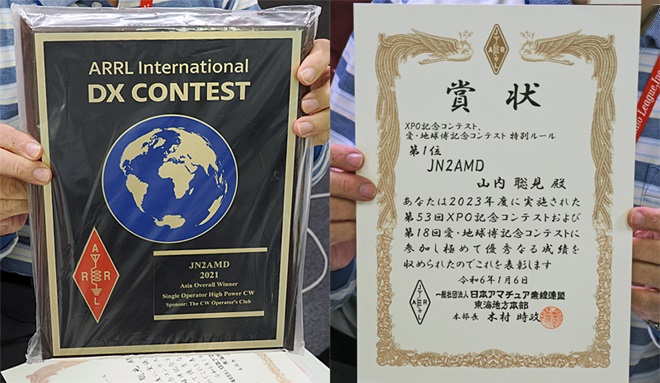 ARRL International
DX CONTEST
A
R R
L
JN2AMD
2021
Asia Overall Winner
Single Operator High Power CW
Sponsor: The CW Operator's Club
賞状
XPO記念コンテスト、
愛・地球博記念コンテスト 特別ルール
第1位
JN2AMD
山内 聡見 殿
あなたは2023年度に実施された
第53回XPO記念コンテストおよび
第18回愛・地球博記念コンテストに
参加し極めて優秀なる成績を
収められたのでこれを表彰します
令和6年1月6日
一般社団法人 日本アマチュア無線連盟
東海地方本部
本部長 木村 時政